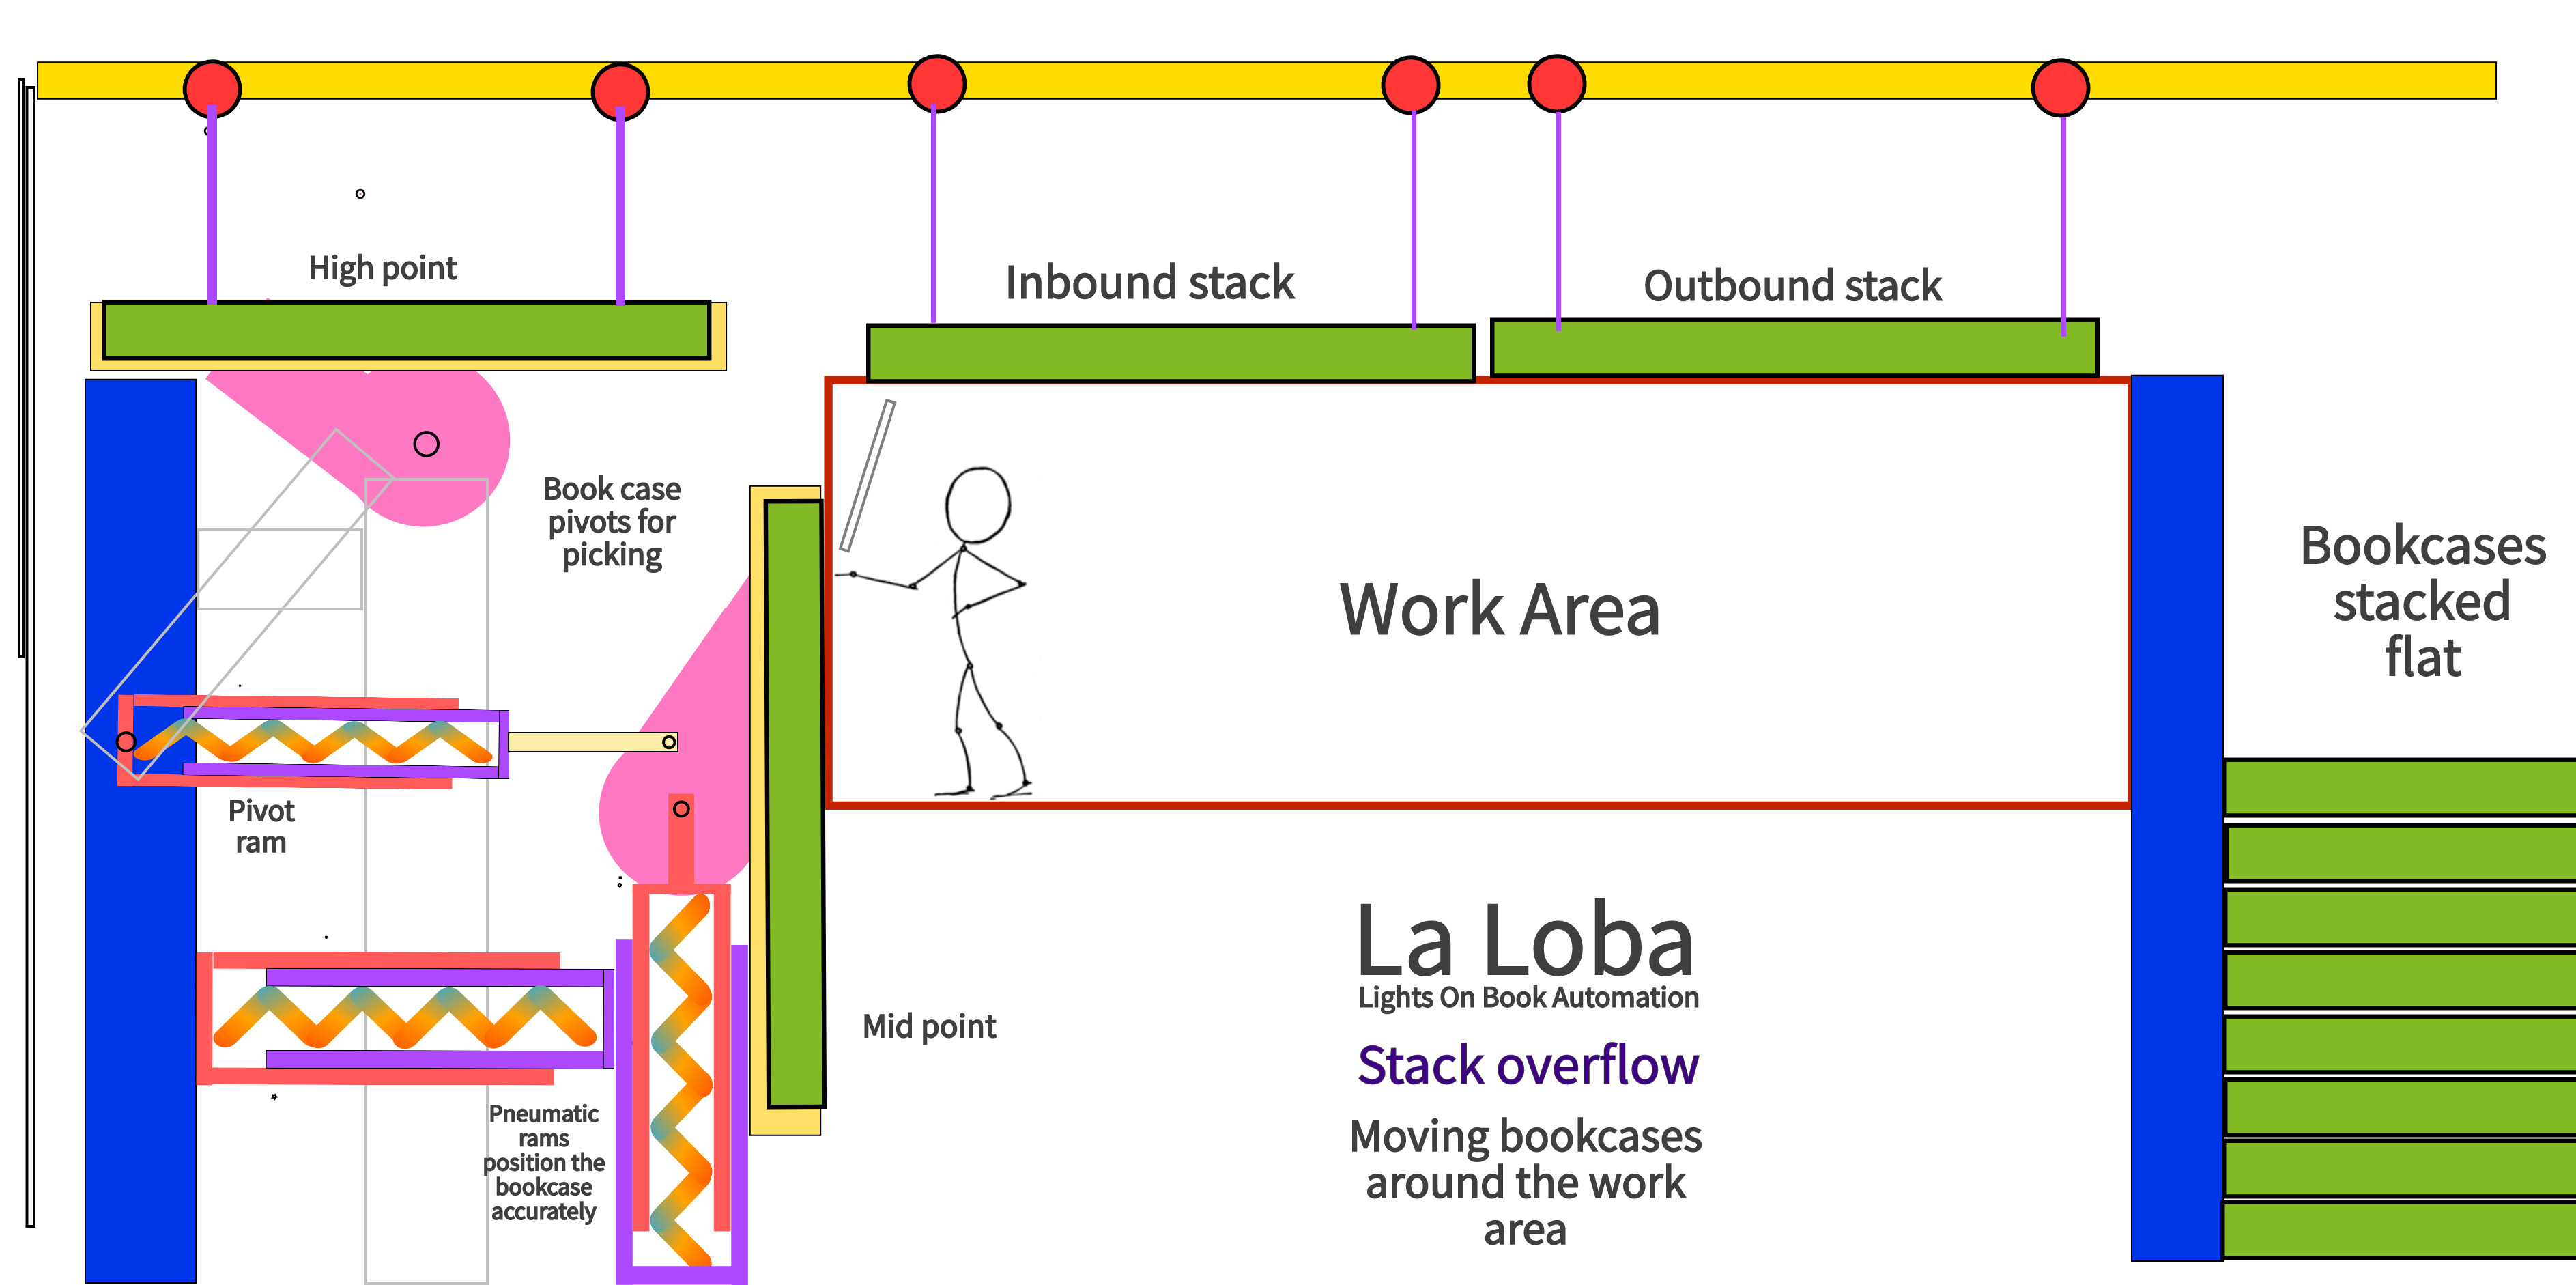 High point
Inbound stack
Outbound stack
Book case
pivots for
picking
Work Area
Bookcases
stacked
flat
Pivot
ram
La Loba
Lights On Book Automation
Mid point
Stack overflow
Pneumatic
rams
position the
bookcase
accurately
Moving bookcases
around the work
area